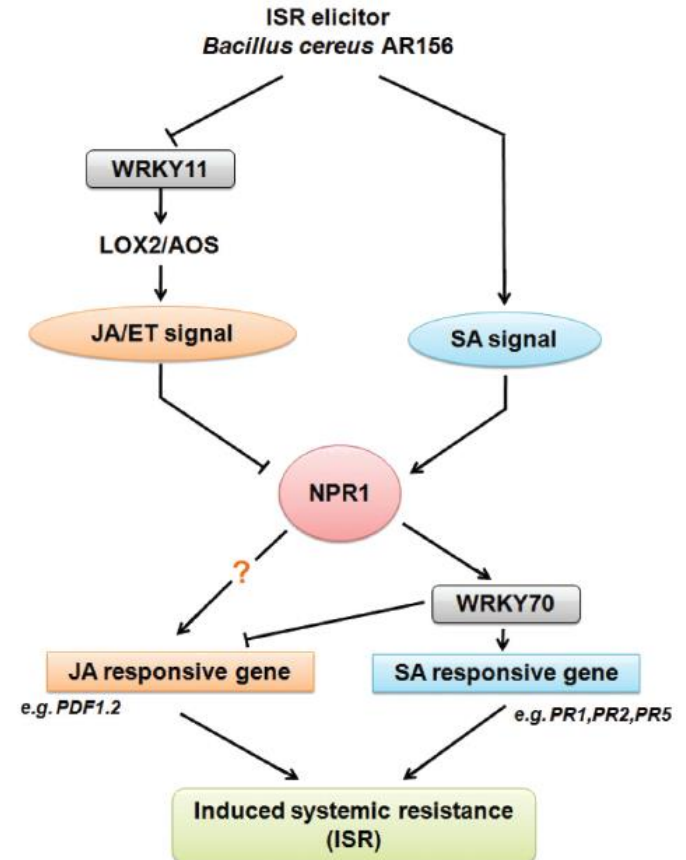 ISR elicitor
Bacillus cereus AR156
WRKY11
LOX2/AOS
JA/ET signal
SA signal
NPR1
?
WRKY70
JA responsive gene
SA responsive gene
e.g. PDF1.2
e.g. PR1,PR2,PR5
Induced systemic resistance
(ISR)